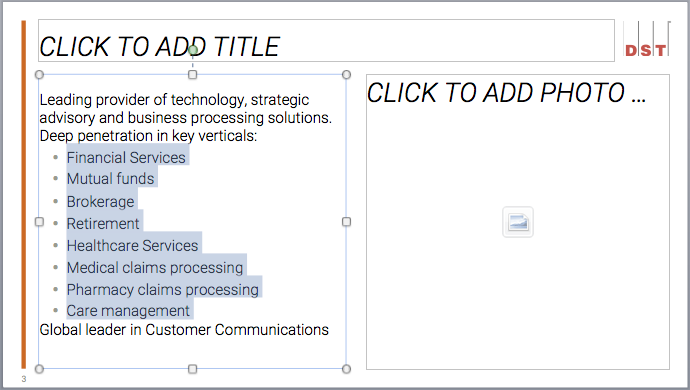 CLICK TO ADD TITLE
DST
Leading provider of technology, strategic
advisory and business processing solutions.
Deep penetration in key verticals:
• Financial Services
• Mutual funds
• Brokerage
• Retirement
• Healthcare Services
• Medical claims processing
• Pharmacy claims processing
• Care management
Global leader in Customer Communications
CLICK TO ADD PHOTO ...
3